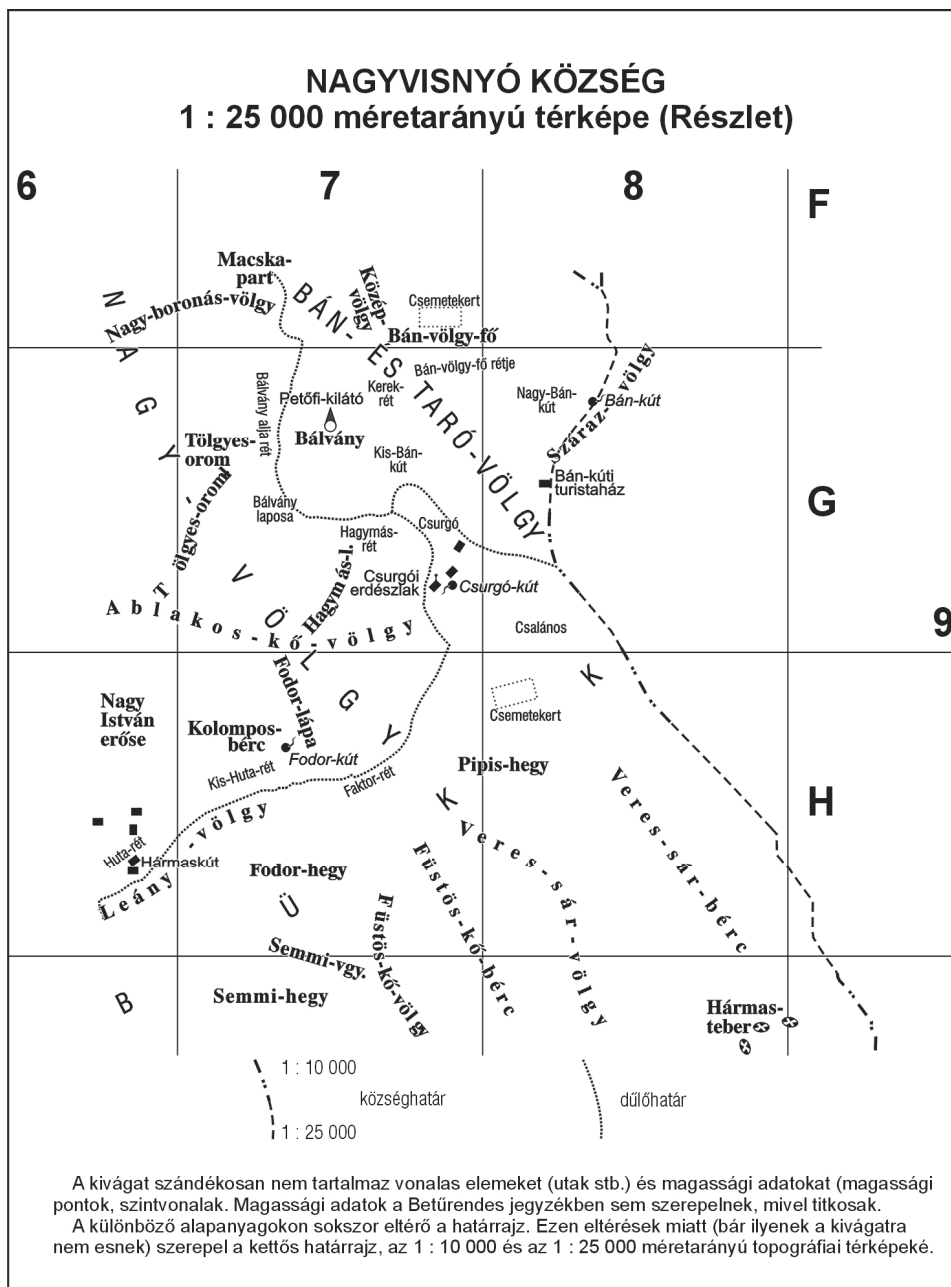 NAGYVISNYÓ KÖZSÉG
1 : 25 000 méretarányú térképe (Részlet)
6
7
8
F
Macska-
part
Közép-
völgy
Csemetekert
Nagy-boronás-völgy
Bán-völgy-fő
BÁN- ÉS TARÓ-VÖLGY
NAGY-VÖLGY
Bálvány alja rét
Petőfi-kilátó
Bálvány
Kerek-
rét
Bán-völgy-fő rétje
Nagy-Bán-
kút
Bán-kút
Száraz-völgy
Tölgyes-
orom
Kis-Bán-
kút
Bán-kúti
turistaház
Tölgyes-oroml
Bálvány
laposa
Hagymás-
rét
Csurgó
G
Hagymás-l.
Csurgói
erdészlak
Csurgó-kút
Ablakos-kő-völgy
Csalános
9
Nagy
István
erőse
Fodor-lápa
Kolompos-
bérc
Fodor-kút
Csemetekert
Kis-Huta-rét
Faktor-rét
Pipis-hegy
H
Huta-rét
Hármaskút
Leány-völgy
Fodor-hegy
Füstös-kő-völgy
Füstös-kő-bérc
Veres-sár-völgy
Veres-sár-bérc
BÜKK
Semmi-vgy.
Semmi-hegy
Hármas-
teber
1 : 10 000
községhatár
dűlőhatár
1 : 25 000
A kivágat szándékosan nem tartalmaz vonalas elemeket (utak stb.) és magassági adatokat (magassági
pontok, szintvonalak. Magassági adatok a Betűrendes jegyzékben sem szerepelnek, mivel titkosak.
A különböző alapanyagokon sokszor eltérő a határrajz. Ezen eltérések miatt (bár ilyenek a kivágatra
nem esnek) szerepel a kettős határrajz, az 1 : 10 000 és az 1 : 25 000 méretarányú topográfiai térképeké.